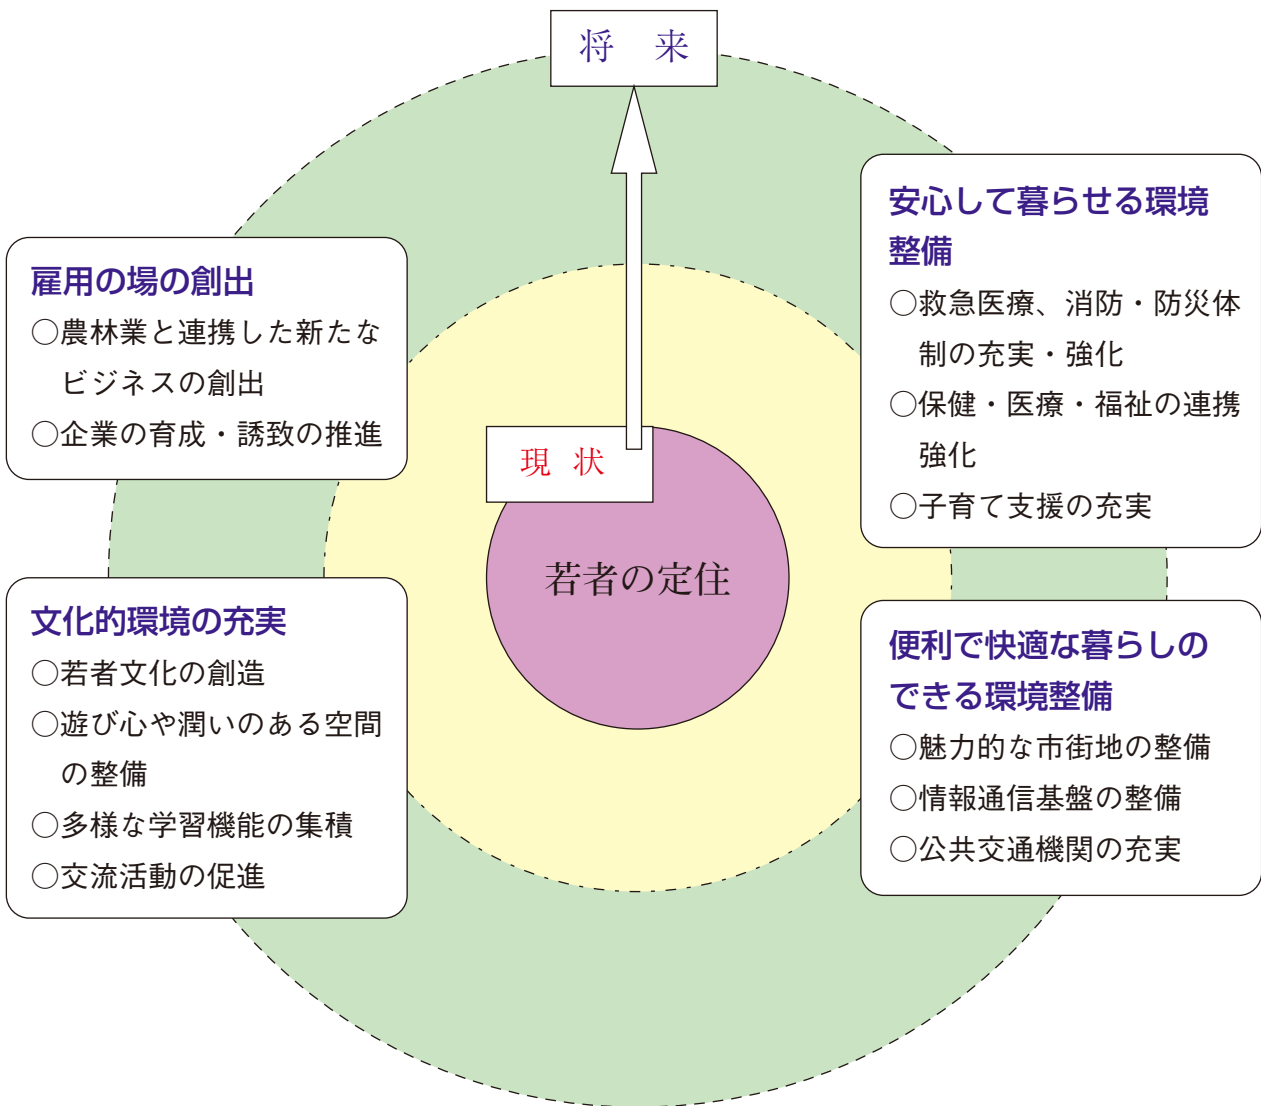 将　来
雇用の場の創出
○農林業と連携した新たな
ビジネスの創出
○企業の育成・誘致の推進
安心して暮らせる環境
整備
○救急医療、消防・防災体
制の充実・強化
○保健・医療・福祉の連携
強化
○子育て支援の充実
現 状
若者の定住
文化的環境の充実
○若者文化の創造
○遊び心や潤いのある空間
の整備
○多様な学習機能の集積
○交流活動の促進
便利で快適な暮らしの
できる環境整備
○魅力的な市街地の整備
○情報通信基盤の整備
○公共交通機関の充実